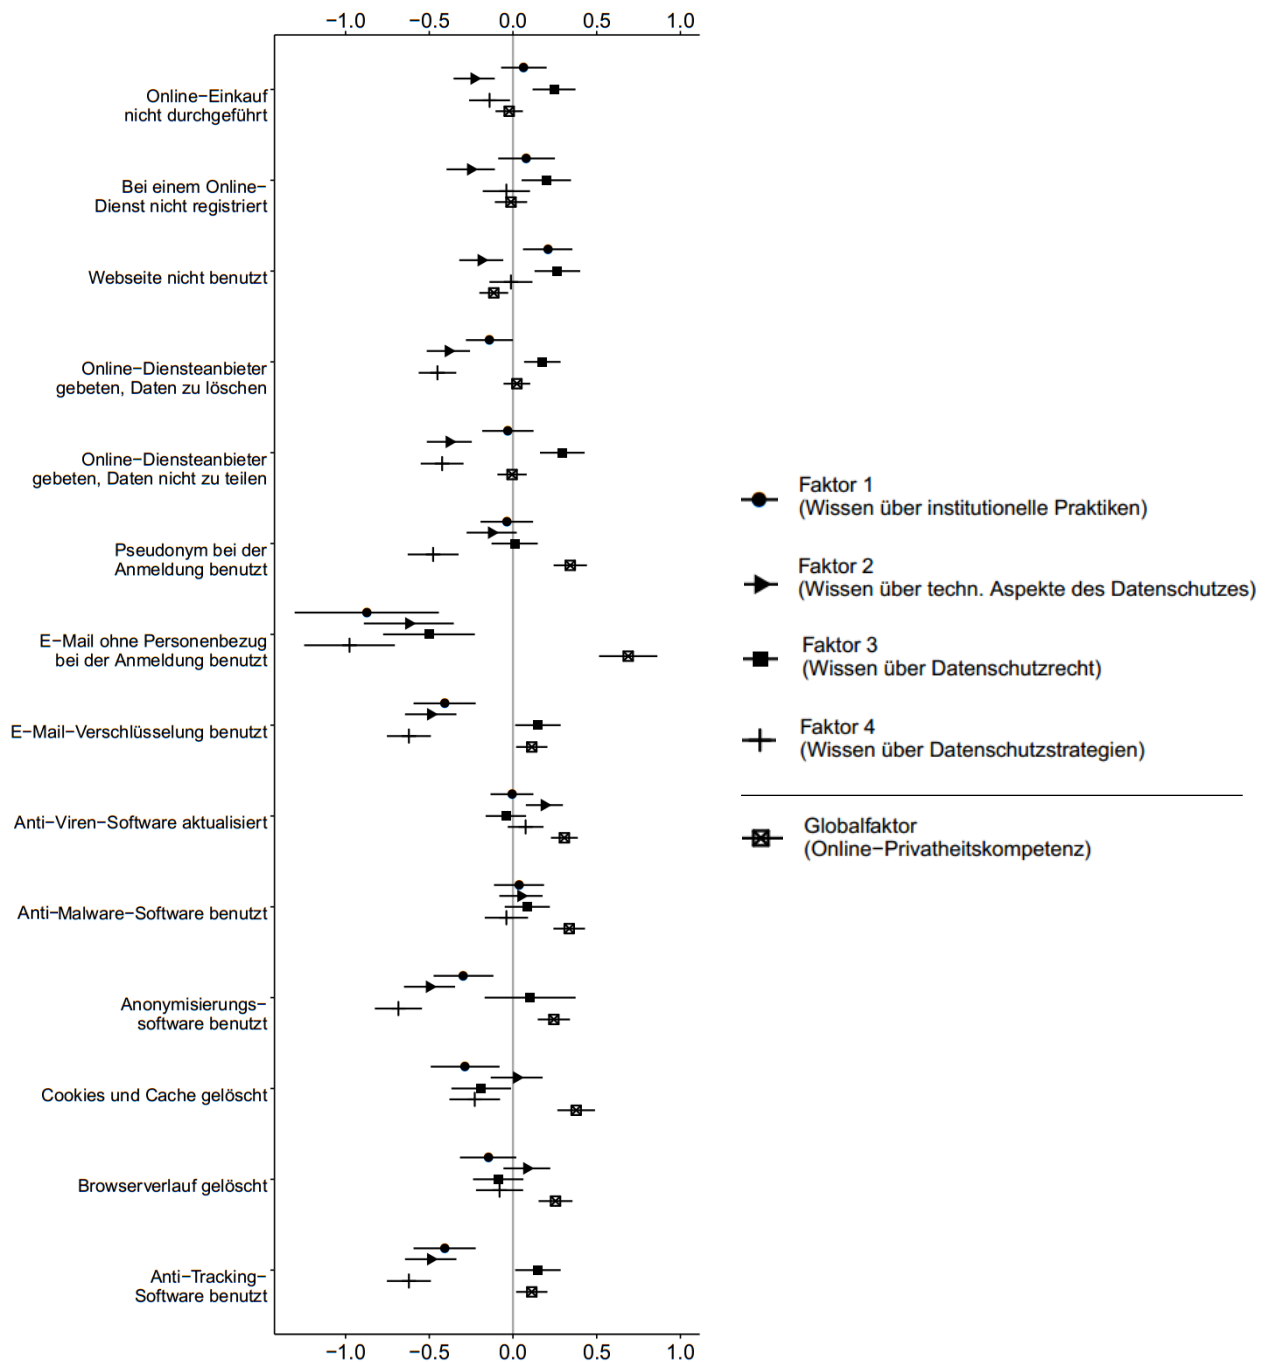 −1.0 −0.5 0.0 0.5 1.0
Online−Einkauf
nicht durchgeführt
Bei einem Online−
Dienst nicht registriert
Webseite nicht benutzt
Online−Diensteanbieter
gebeten, Daten zu löschen
Online−Diensteanbieter
gebeten, Daten nicht zu teilen
Pseudonym bei der
Anmeldung benutzt
E−Mail ohne Personenbezug
bei der Anmeldung benutzt
E−Mail−Verschlüsselung benutzt
Anti−Viren−Software aktualisiert
Anti−Malware−Software benutzt
Anonymisierungs−
software benutzt
Cookies und Cache gelöscht
Browserverlauf gelöscht
Anti−Tracking−
Software benutzt
−1.0 −0.5 0.0 0.5 1.0
Faktor 1
(Wissen über institutionelle Praktiken)
Faktor 2
(Wissen über techn. Aspekte des Datenschutzes)
Faktor 3
(Wissen über Datenschutzrecht)
Faktor 4
(Wissen über Datenschutzstrategien)
Globalfaktor
(Online−Privatheitskompetenz)